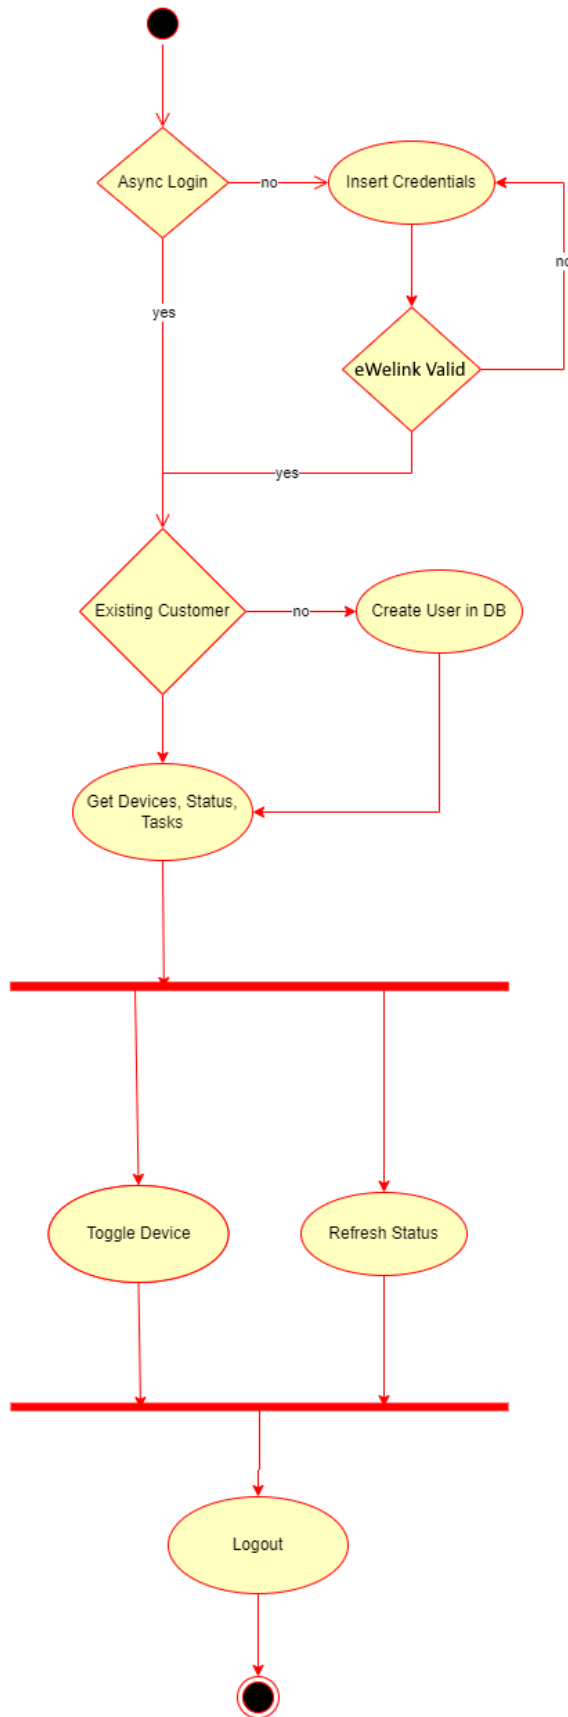 Async Login
no
Insert Credentials
no
yes
eWelink Valid
yes
Existing Customer
no
Create User in DB
Get Devices, Status,
Tasks
Toggle Device
Refresh Status
Logout